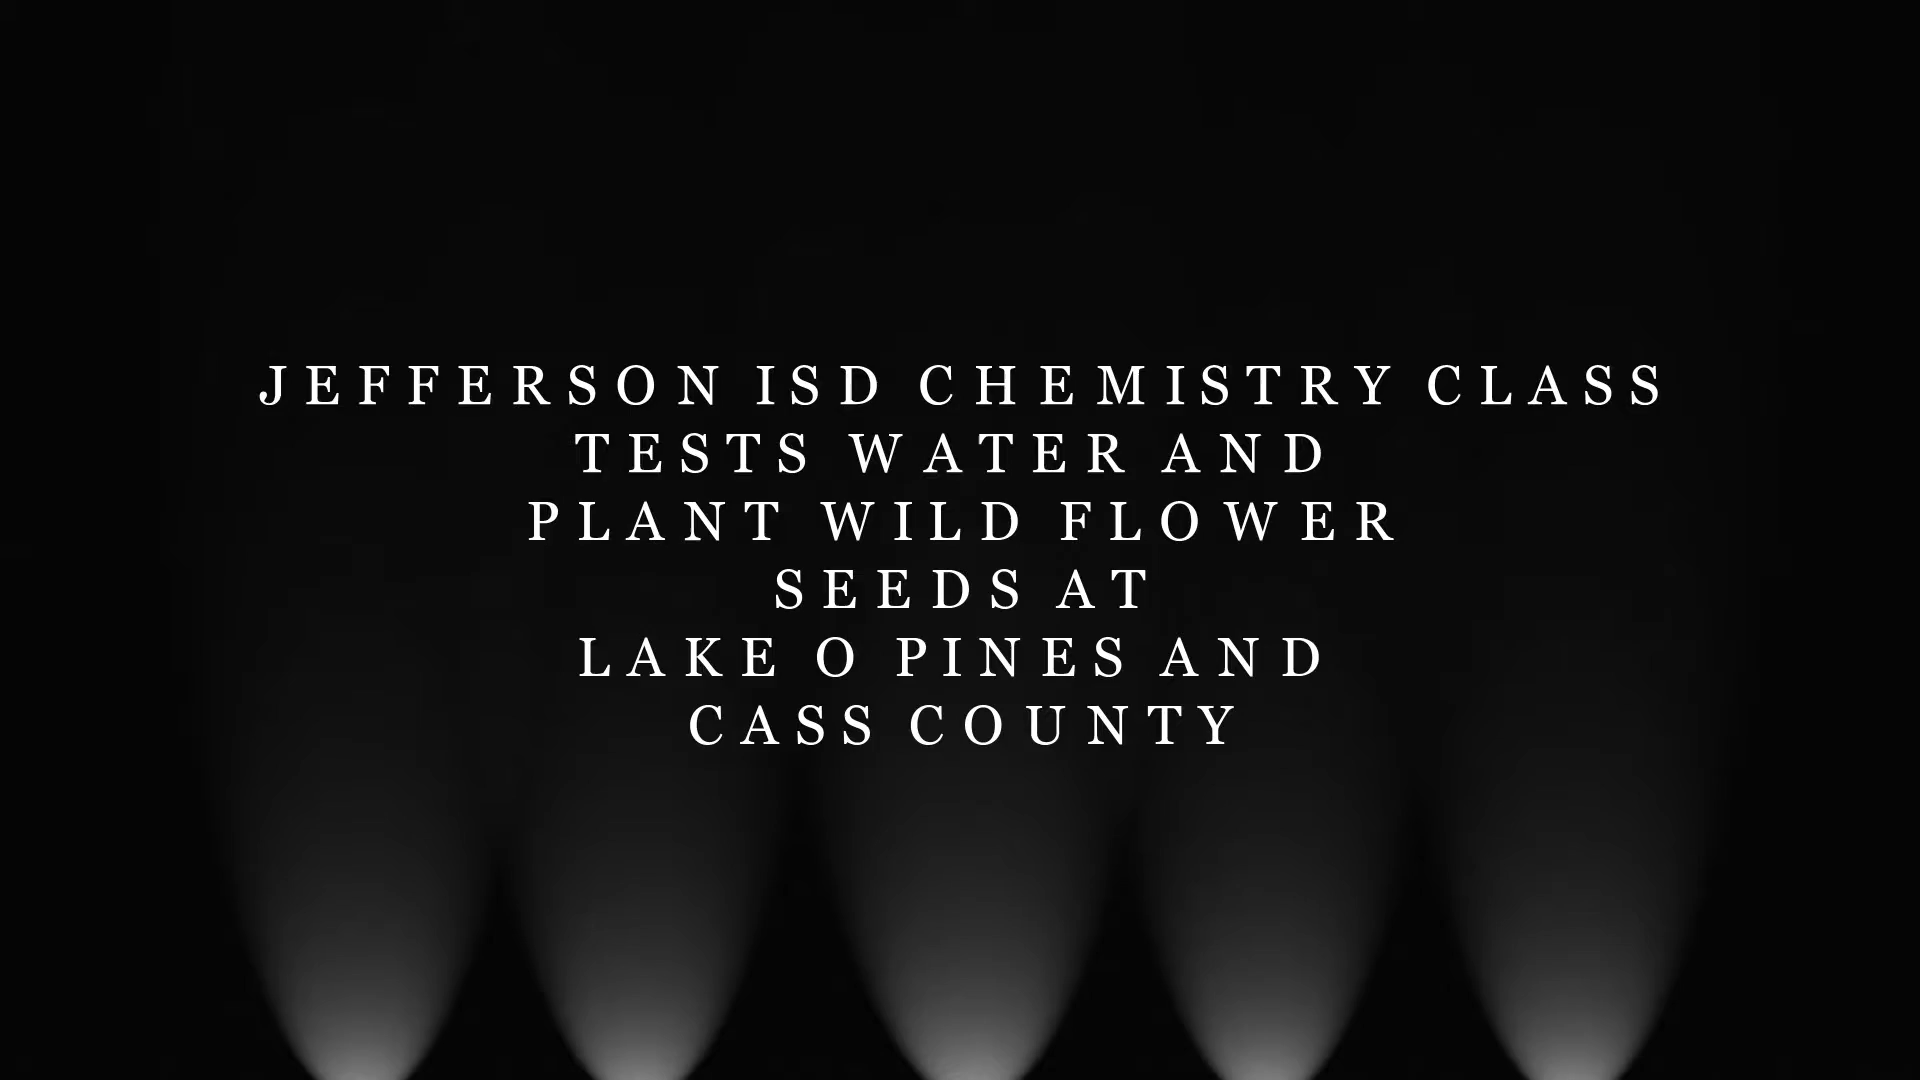 JEFFERSON ISD CHEMISTRY CLASS
TESTS WATER AND
PLANT WILD FLOWER
SEEDS AT
LAKE O PINES AND
CASS COUNTY